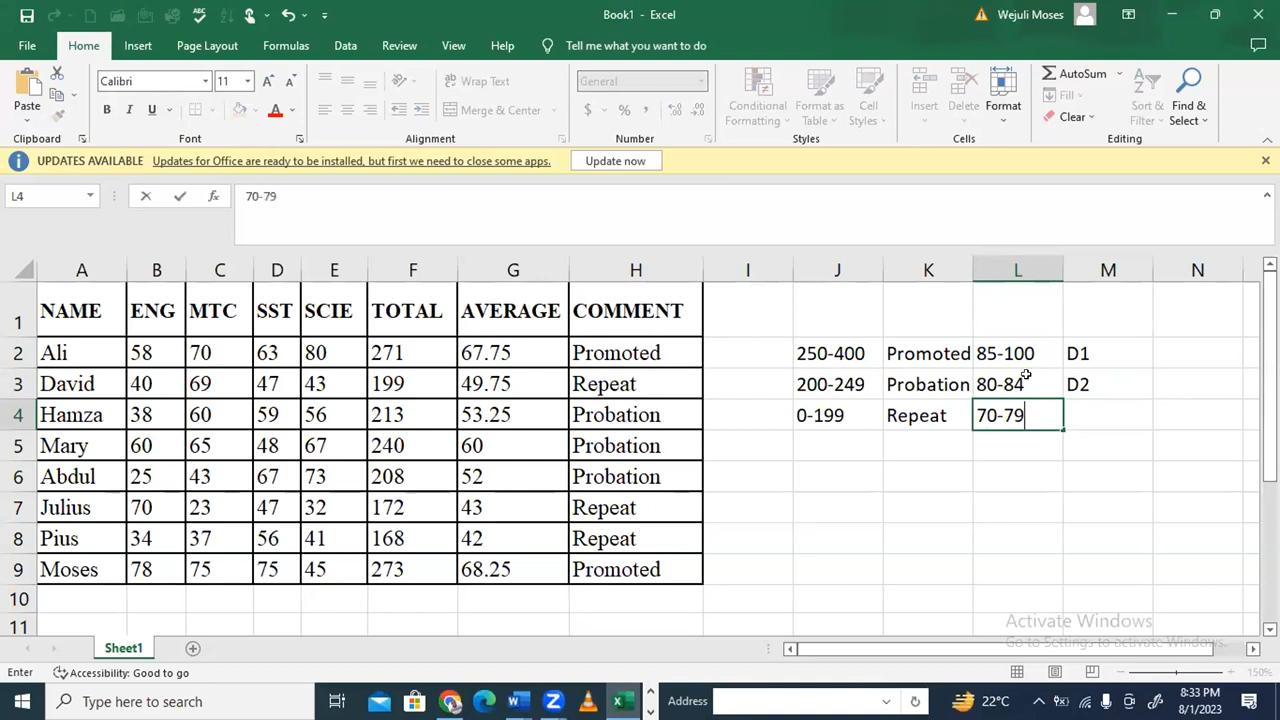 Book1 - Excel
Wejuli Moses
File Home Insert Page Layout Formulas Data Review View Help Tell me what you want to do
Paste
Calibri 11 A A
B I U A
Wrap Text
Merge & Center
General
$ % ,
Conditional Formatting
Format as Table
Cell Styles
Insert
Delete
Format
AutoSum
Fill
Clear
Sort & Filter
Find & Select
Clipboard Font Alignment Number Styles Cells Editing
UPDATES AVAILABLE Updates for Office are ready to be installed, but first we need to close some apps. Update now
L4 fx 70-79
A B C D E F G H I J K L M N
1 NAME ENG MTC SST SCIE TOTAL AVERAGE COMMENT
2 Ali 58 70 63 80 271 67.75 Promoted 250-400 Promoted 85-100 D1
3 David 40 69 47 43 199 49.75 Repeat 200-249 Probation 80-84 D2
4 Hamza 38 60 59 56 213 53.25 Probation 0-199 Repeat 70-79
5 Mary 60 65 48 67 240 60 Probation
6 Abdul 25 43 67 73 208 52 Probation
7 Julius 70 23 47 32 172 43 Repeat
8 Pius 34 37 56 41 168 42 Repeat
9 Moses 78 75 75 45 273 68.25 Promoted
10
11
Activate Windows
Go to Settings to activate Windows.
Sheet1
Enter Accessibility: Good to go 150%
Type here to search
Address
22°C
8:33 PM
8/1/2023